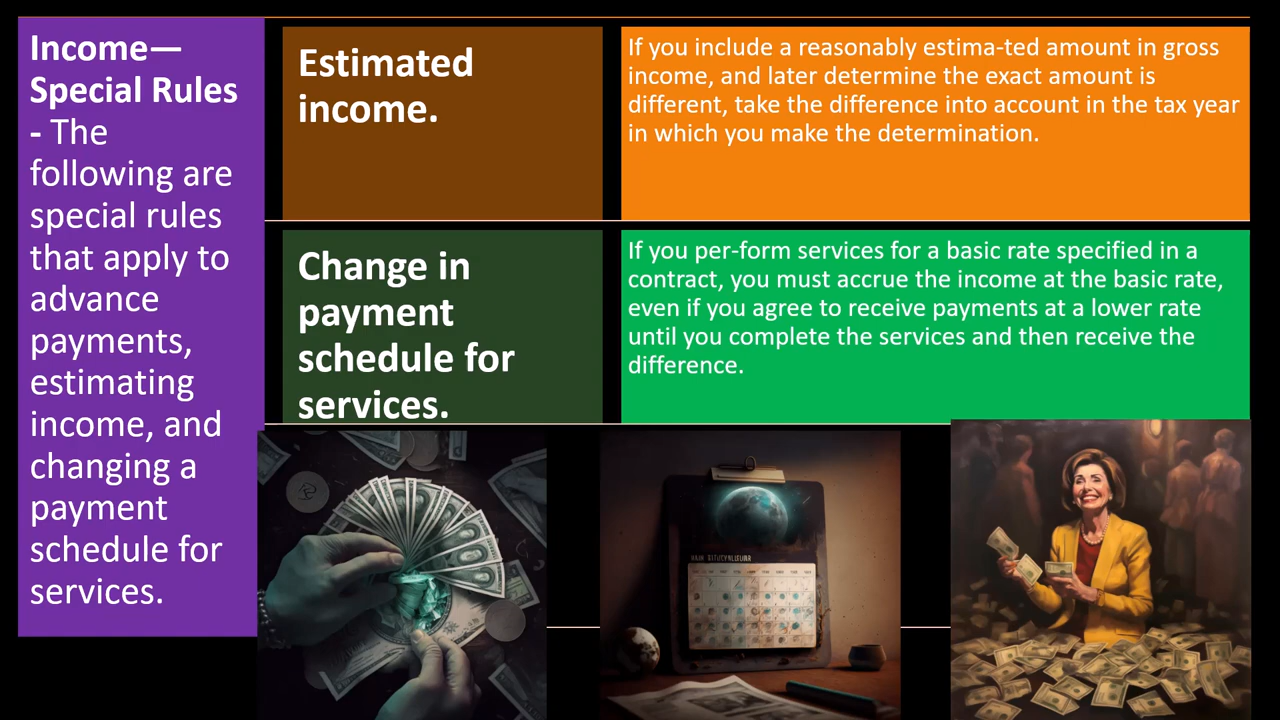 Income—
Special Rules
- The
following are
special rules
that apply to
advance
payments,
estimating
income, and
changing a
payment
schedule for
services.
Estimated
income.
If you include a reasonably estima-ted amount in gross
income, and later determine the exact amount is
different, take the difference into account in the tax year
in which you make the determination.
Change in
payment
schedule for
services.
If you per-form services for a basic rate specified in a
contract, you must accrue the income at the basic rate,
even if you agree to receive payments at a lower rate
until you complete the services and then receive the
difference.